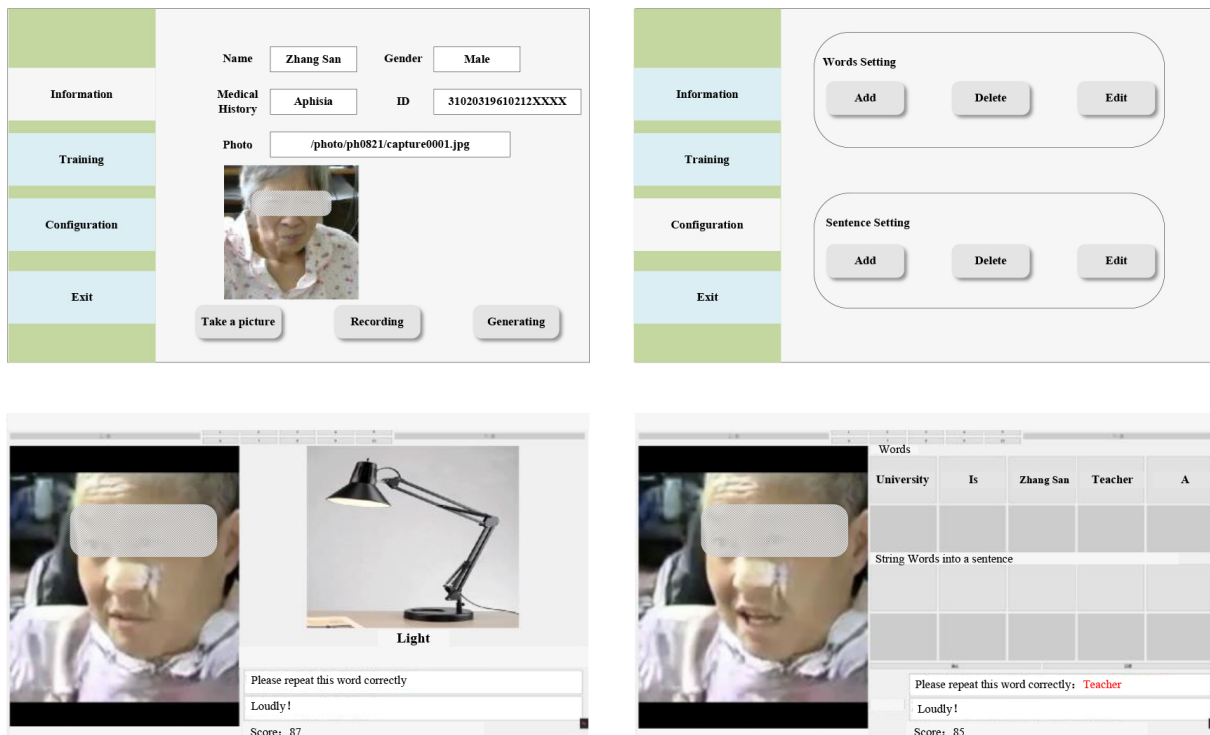 Information
Training
Configuration
Exit
Name Zhang San Gender Male
Medical History Aphisia ID 31020319610212XXXX
Photo /photo/ph0821/capture0001.jpg
Take a picture Recording Generating
Information
Training
Configuration
Exit
Words Setting
Add Delete Edit
Sentence Setting
Add Delete Edit
Light
Please repeat this word correctly
Loudly!
Score: 87
Words
University Is Zhang San Teacher A
String Words into a sentence
Please repeat this word correctly: Teacher
Loudly!
Score: 85